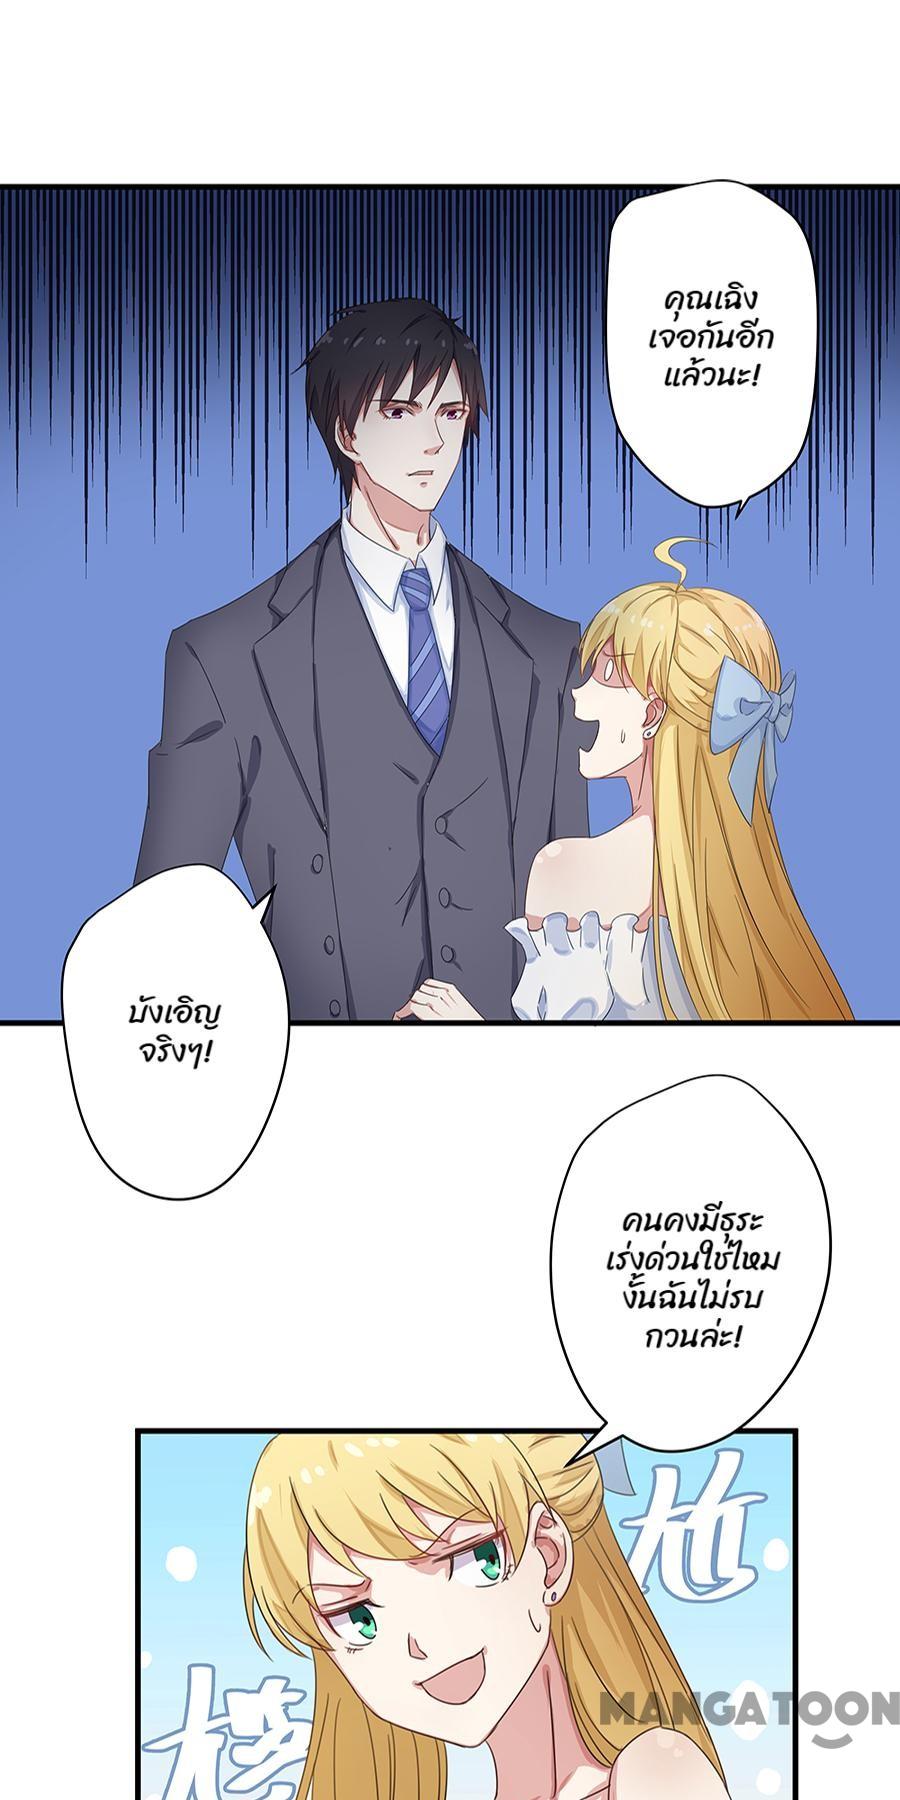 คุณเฉิง
เจอกันอีก
แล้วนะ!
บังเอิญ
จริงๆ!
คนคงมีธุระ
เร่งด่วนใช่ไหม
งั้นฉันไม่รบ
กวนล่ะ!
尬
尬
MANGATOON